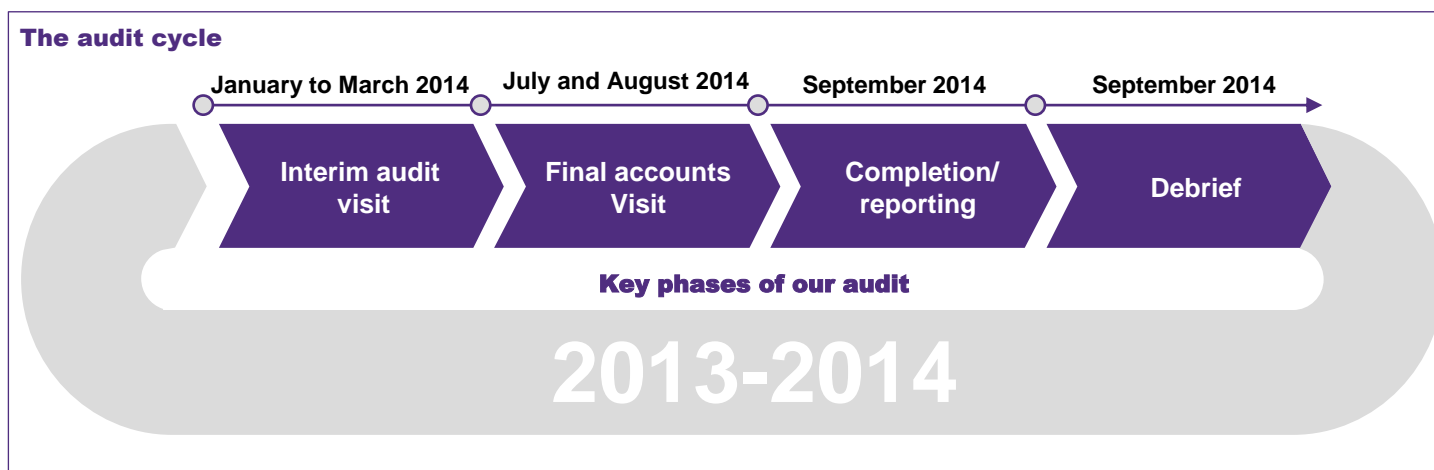 The audit cycle
January to March 2014
July and August 2014
September 2014
September 2014
Interim audit
visit
Final accounts
Visit
Completion/
reporting
Debrief
Key phases of our audit
2013-2014